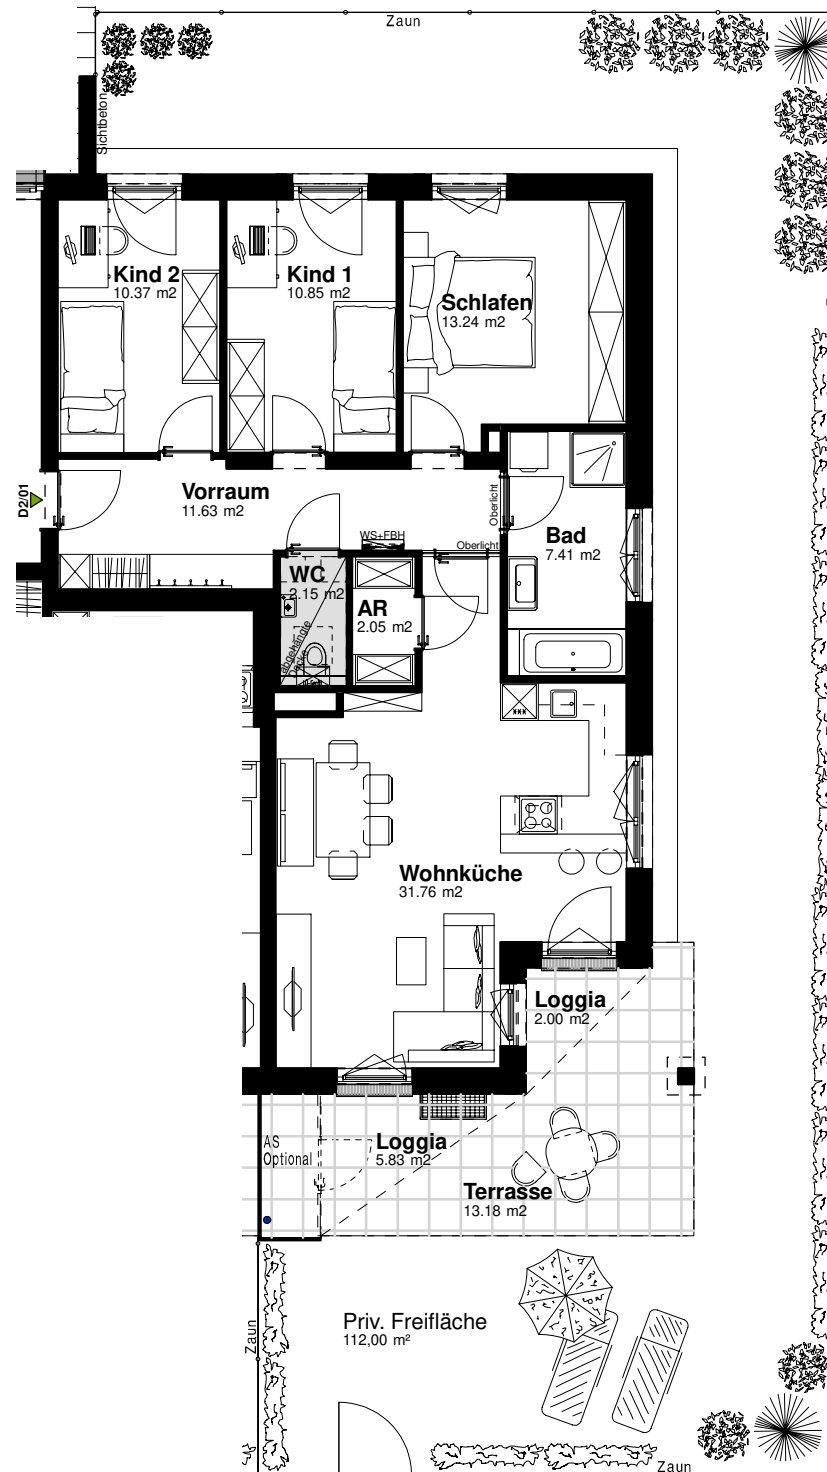 Zaun
Sichtbeton
Kind 2
10.37 m2
Kind 1
10.85 m2
Schlafen
13.24 m2
D2/01
Vorraum
11.63 m2
Oberlicht
WS+FBH
Oberlicht
Bad
7.41 m2
WC
2.15 m2
AR
2.05 m2
abgehängte
Decke
Wohnküche
31.76 m2
Loggia
2.00 m2
AS
Optional
Loggia
5.83 m2
Terrasse
13.18 m2
Zaun
Priv. Freifläche
112,00 m²
Zaun